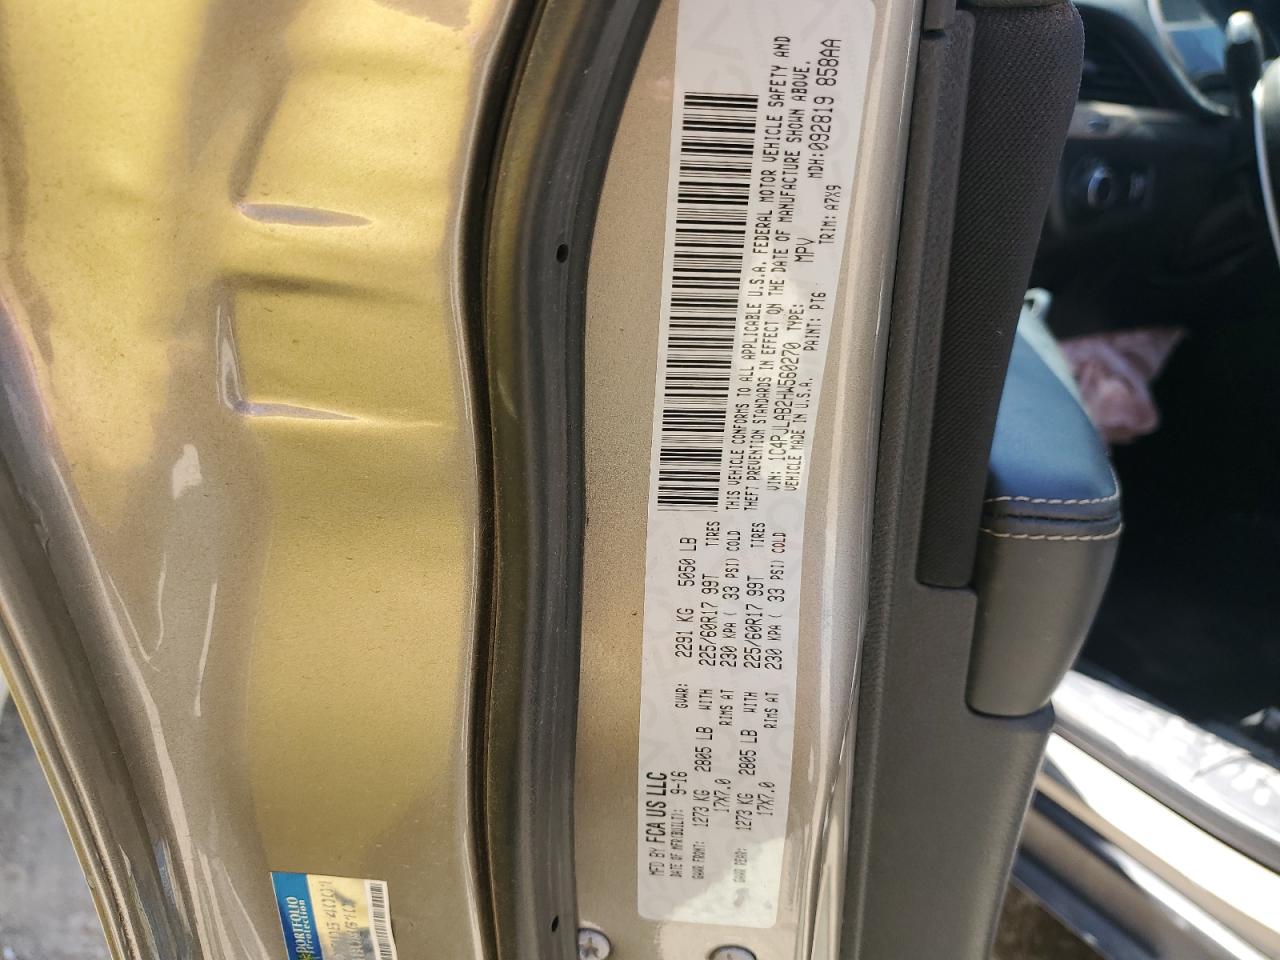 MFD BY FCA US LLC
DATE OF MFR(BUILT): 9-16 GVWR: 2291 KG 5050 LB
GAWR FRONT: 1273 KG 2805 LB WITH 225/60R17 99T TIRES
17X7.0 RIMS AT 230 KPA ( 33 PSI) COLD
GAWR REAR: 1273 KG 2805 LB WITH 225/60R17 99T TIRES
17X7.0 RIMS AT 230 KPA ( 33 PSI) COLD
THIS VEHICLE CONFORMS TO ALL APPLICABLE U.S.A. FEDERAL MOTOR VEHICLE SAFETY AND
THEFT PREVENTION STANDARDS IN EFFECT ON THE DATE OF MANUFACTURE SHOWN ABOVE.
VIN: 1C4PJLAB2HW560270 TYPE: MPV MDH:092819 858AA
VEHICLE MADE IN U.S.A. PAINT: PT6 TRIM: A7X9
PORTFOLIO
Protection